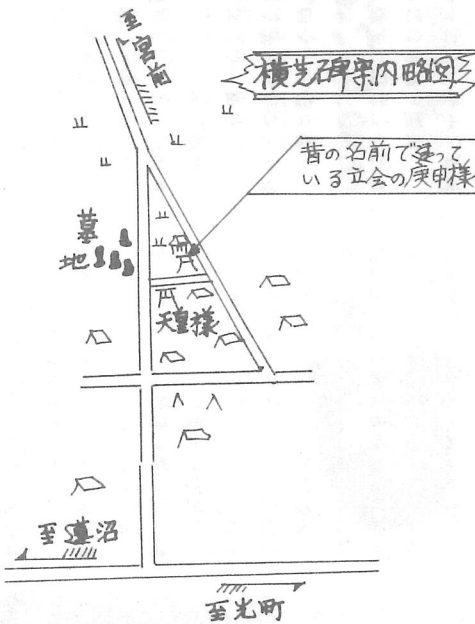 至宮前
横芝碑案内略図
昔の名前で建って
いる立会の庚申様
墓
地
天皇様
至蓮沼
至光町